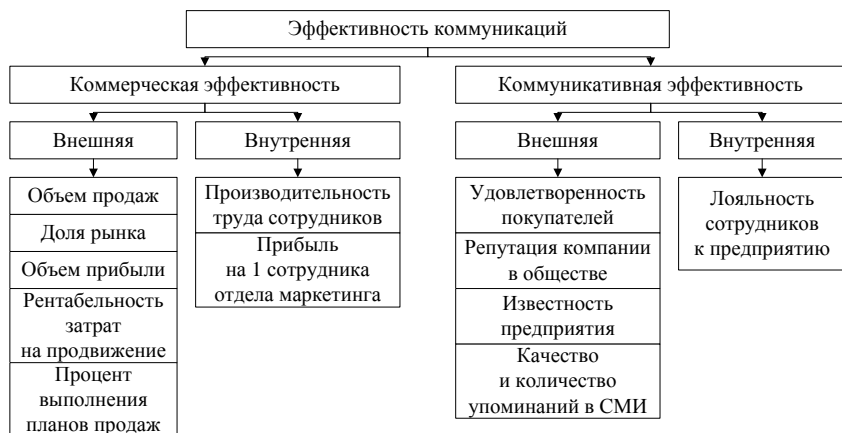 Эффективность коммуникаций
Коммерческая эффективность
Коммуникативная эффективность
Внешняя
Внутренняя
Внешняя
Внутренняя
Объем продаж
Доля рынка
Объем прибыли
Рентабельность
затрат
на продвижение
Процент
выполнения
планов продаж
Производительность
труда сотрудников
Прибыль
на 1 сотрудника
отдела маркетинга
Удовлетворенность
покупателей
Репутация компании
в обществе
Известность
предприятия
Качество
и количество
упоминаний в СМИ
Лояльность
сотрудников
к предприятию